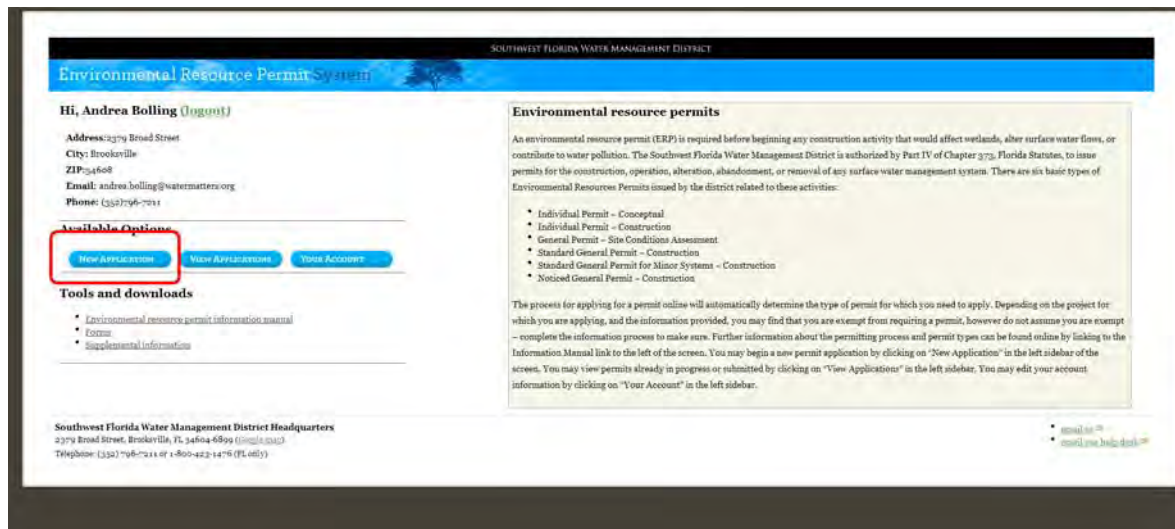 SOUTHWEST FLORIDA WATER MANAGEMENT DISTRICT
Environmental Resource Permit System
Hi, Andrea Bolling (logout)
Address:2379 Broad Street
City: Brooksville
ZIP:34608
Email: andrea.bolling@watermatters.org
Phone: (352)796-7211
Available Options
NEW APPLICATION
VIEW APPLICATIONS
YOUR ACCOUNT
Tools and downloads
Environmental resource permit information manual
Forms
Supplemental information
Environmental resource permits
An environmental resource permit (ERP) is required before beginning any construction activity that would affect wetlands, alter surface water flows, or
contribute to water pollution. The Southwest Florida Water Management District is authorized by Part IV of Chapter 373, Florida Statutes, to issue
permits for the construction, operation, alteration, abandonment, or removal of any surface water management system. There are six basic types of
Environmental Resources Permits issued by the district related to these activities:
• Individual Permit – Conceptual
• Individual Permit – Construction
• General Permit – Site Conditions Assessment
• Standard General Permit – Construction
• Standard General Permit for Minor Systems – Construction
• Noticed General Permit – Construction
The process for applying for a permit online will automatically determine the type of permit for which you need to apply. Depending on the project for
which you are applying, and the information provided, you may find that you are exempt from requiring a permit, however do not assume you are exempt
– complete the information process to make sure. Further information about the permitting process and permit types can be found online by linking to the
Information Manual link to the left of the screen. You may begin a new permit application by clicking on "New Application" in the left sidebar of the
screen. You may view permits already in progress or submitted by clicking on "View Applications" in the left sidebar. You may edit your account
information by clicking on "Your Account" in the left sidebar.
Southwest Florida Water Management District Headquarters
2379 Broad Street, Brooksville, FL 34604-6899 (Google map)
Telephone: (352) 796-7211 or 1-800-423-1476 (FL only)
email us
email our help desk